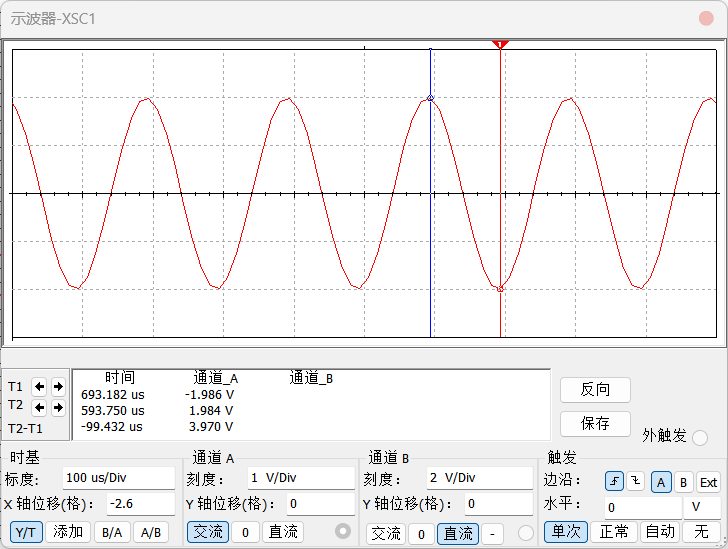 示波器-XSC1
1
时间 通道_A 通道_B
T1 693.182 us -1.986 V
T2 593.750 us 1.984 V
T2-T1 -99.432 us 3.970 V
反向
保存
外触发
时基
标度: 100 us/Div
X 轴位移(格): -2.6
Y/T 添加 B/A A/B
通道 A
刻度: 1 V/Div
Y 轴位移(格): 0
交流 0 直流
通道 B
刻度: 2 V/Div
Y 轴位移(格): 0
交流 0 直流 -
触发
边沿: A B Ext
水平: 0 V
单次 正常 自动 无